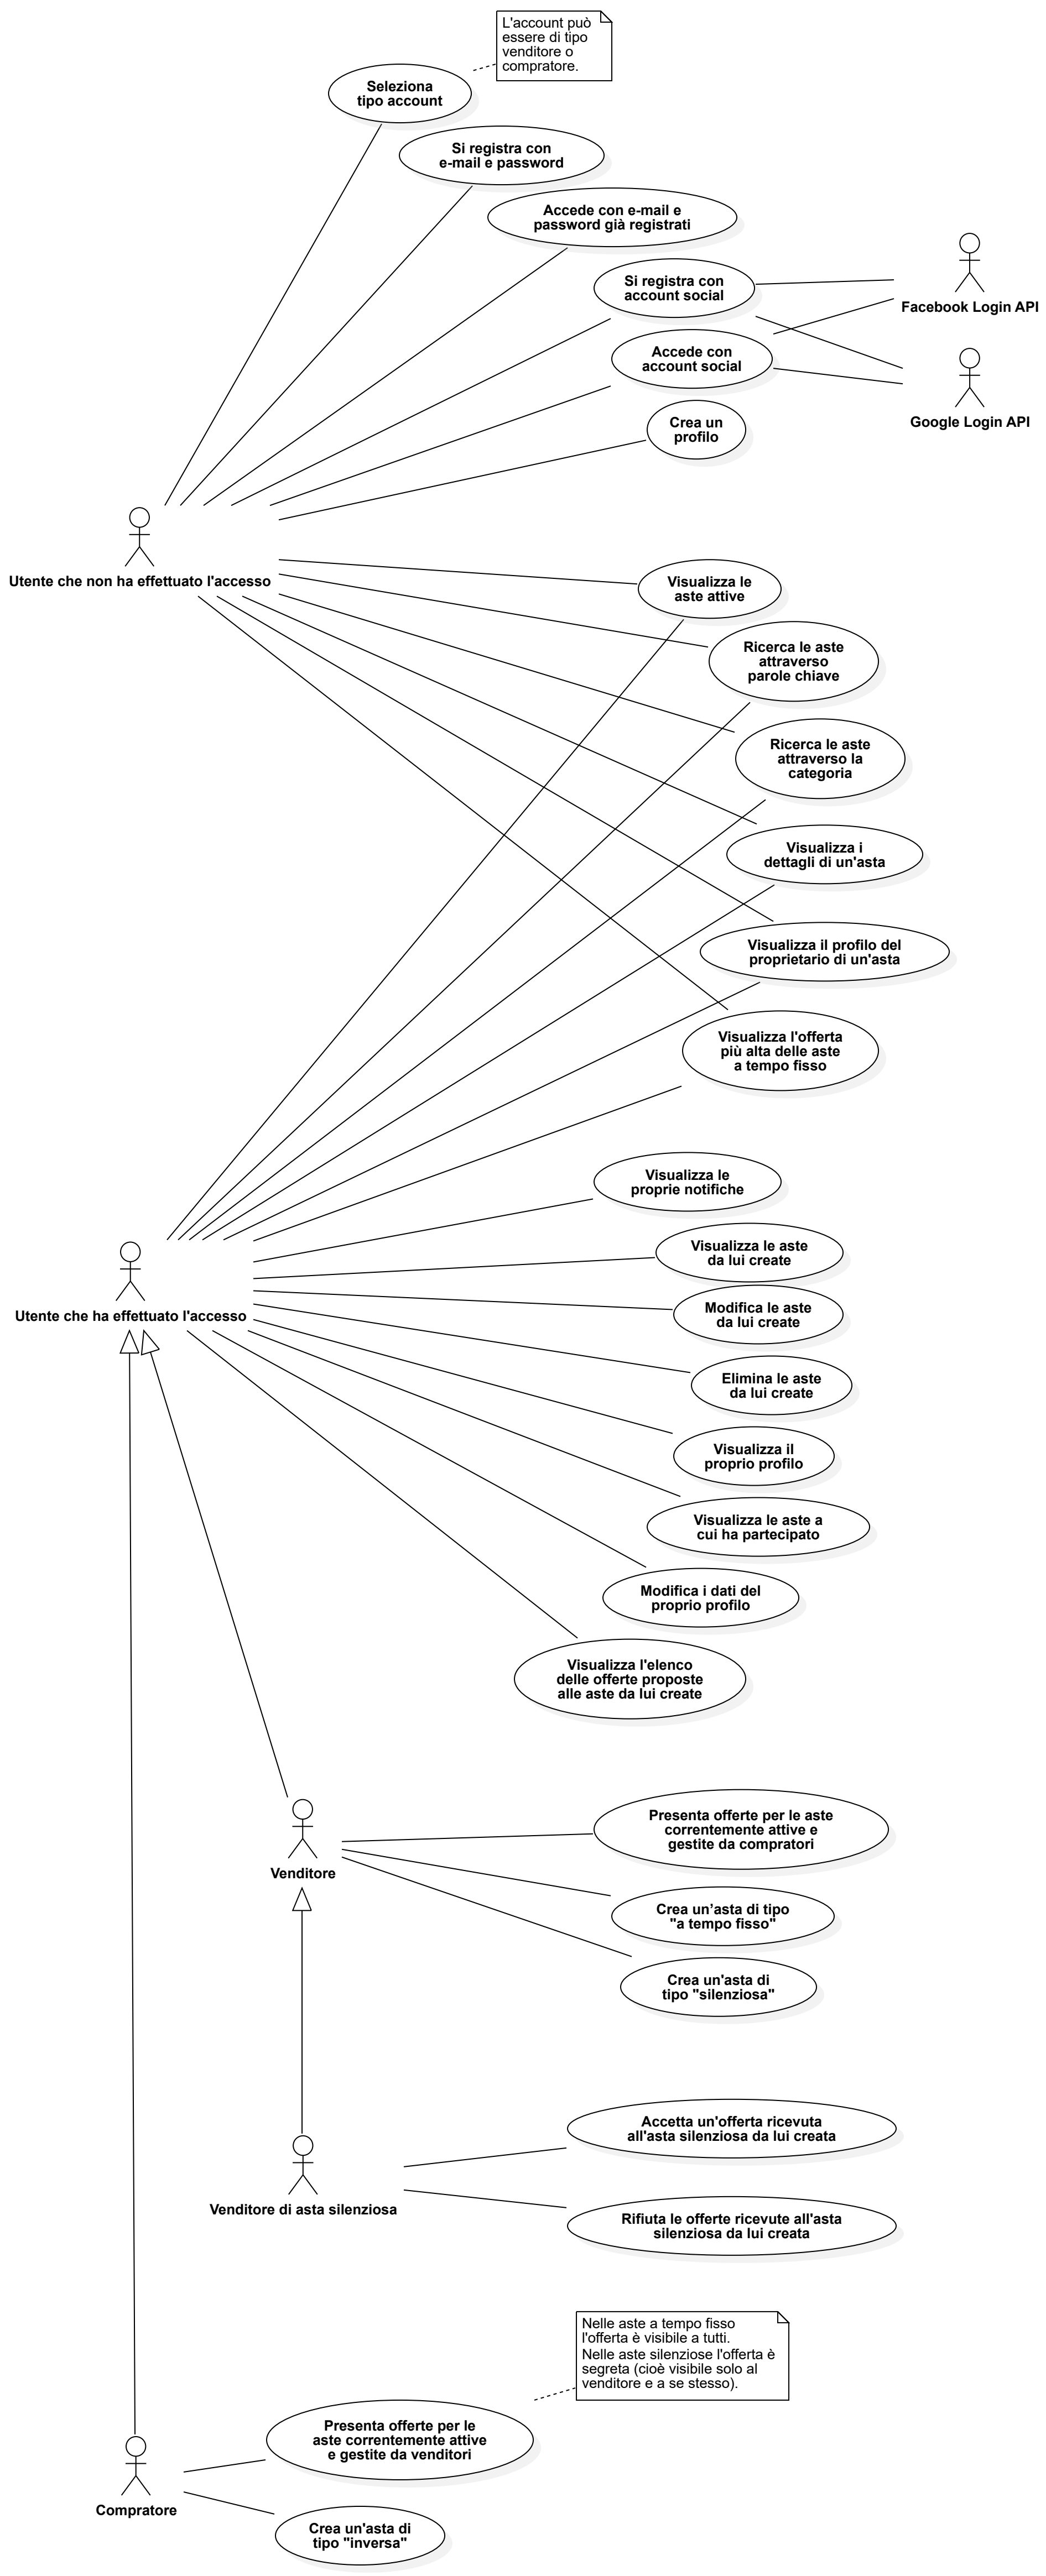 L'account può
essere di tipo
venditore o
compratore.
Seleziona
tipo account
Si registra con
e-mail e password
Accede con e-mail e
password già registrati
Si registra con
account social
Facebook Login API
Accede con
account social
Google Login API
Crea un
profilo
Utente che non ha effettuato l'accesso
Visualizza le
aste attive
Ricerca le aste
attraverso
parole chiave
Ricerca le aste
attraverso la
categoria
Visualizza i
dettagli di un'asta
Visualizza il profilo del
proprietario di un'asta
Visualizza l'offerta
più alta delle aste
a tempo fisso
Visualizza le
proprie notifiche
Visualizza le aste
da lui create
Utente che ha effettuato l'accesso
Modifica le aste
da lui create
Elimina le aste
da lui create
Visualizza il
proprio profilo
Visualizza le aste a
cui ha partecipato
Modifica i dati del
proprio profilo
Visualizza l'elenco
delle offerte proposte
alle aste da lui create
Presenta offerte per le aste
correntemente attive e
gestite da compratori
Venditore
Crea un’asta di tipo
"a tempo fisso"
Crea un'asta di
tipo "silenziosa"
Accetta un'offerta ricevuta
all'asta silenziosa da lui creata
Venditore di asta silenziosa
Rifiuta le offerte ricevute all'asta
silenziosa da lui creata
Nelle aste a tempo fisso
l'offerta è visibile a tutti.
Nelle aste silenziose l'offerta è
segreta (cioè visibile solo al
venditore e a se stesso).
Presenta offerte per le
aste correntemente attive
e gestite da venditori
Compratore
Crea un'asta di
tipo "inversa"